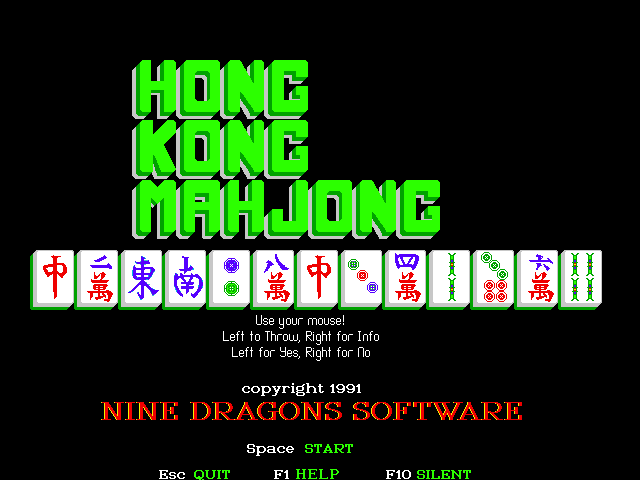 HONG
KONG
MAHJONG
中 二萬 東 南 八萬 中 四萬 六萬
Use your mouse!
Left to Throw, Right for Info
Left for Yes, Right for No
copyright 1991
NINE DRAGONS SOFTWARE
Space START
Esc QUIT F1 HELP F10 SILENT